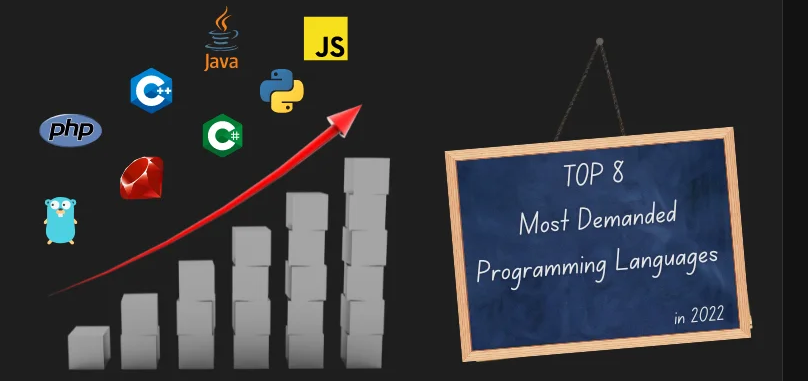 Java
JS
C++
php
C#
TOP 8
Most Demanded
Programming Languages
in 2022